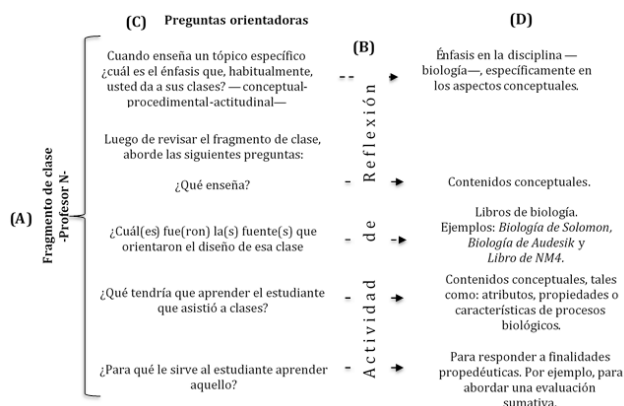 (C) Preguntas orientadoras
(B)
(D)
(A)
Fragmento de clase
-Profesor N-
Cuando enseña un tópico específico
¿cuál es el énfasis que, habitualmente,
usted da a sus clases? —conceptual-
procedimental-actitudinal—
Luego de revisar el fragmento de clase,
aborde las siguientes preguntas:
¿Qué enseña?
¿Cuál(es) fue(ron) la(s) fuente(s) que
orientaron el diseño de esa clase
¿Qué tendría que aprender el estudiante
que asistió a clases?
¿Para qué le sirve al estudiante aprender
aquello?
Actividad de Reflexión
Énfasis en la disciplina —
biología—, específicamente en
los aspectos conceptuales.
Contenidos conceptuales.
Libros de biología.
Ejemplos: Biología de Solomon,
Biología de Audesik y
Libro de NM4.
Contenidos conceptuales, tales
como: atributos, propiedades o
características de procesos
biológicos.
Para responder a finalidades
propedéuticas. Por ejemplo, para
abordar una evaluación
sumativa.